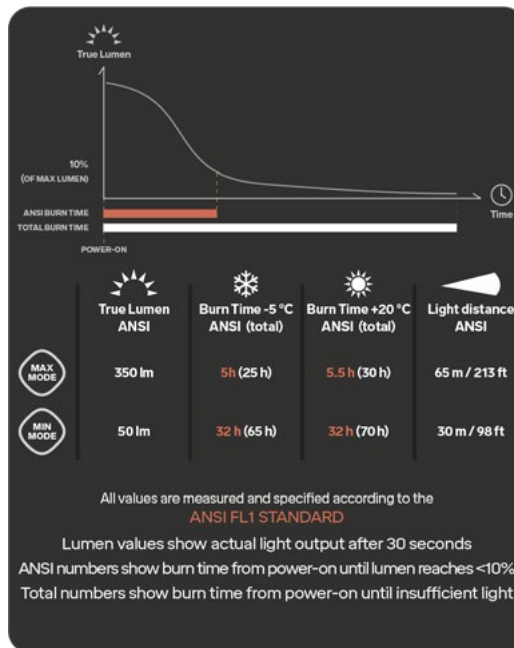 True Lumen
10%
(OF MAX LUMEN)
ANSI BURN TIME
TOTAL BURN TIME
Time
POWER-ON
True Lumen
ANSI
Burn Time -5 °C
ANSI (total)
Burn Time +20 °C
ANSI (total)
Light distance
ANSI
MAX
MODE
350 lm
5h (25 h)
5.5 h (30 h)
65 m / 213 ft
MIN
MODE
50 lm
32 h (65 h)
32 h (70 h)
30 m / 98 ft
All values are measured and specified according to the
ANSI FL1 STANDARD
Lumen values show actual light output after 30 seconds
ANSI numbers show burn time from power-on until lumen reaches <10%
Total numbers show burn time from power-on until insufficient light